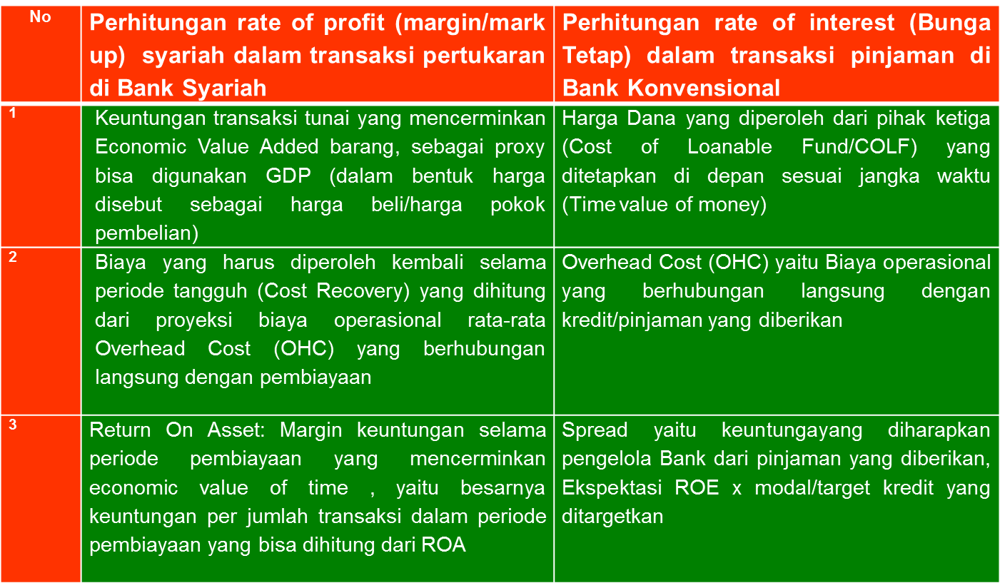 No
Perhitungan rate of profit (margin/mark
up) syariah dalam transaksi pertukaran
di Bank Syariah
Perhitungan rate of interest (Bunga
Tetap) dalam transaksi pinjaman di
Bank Konvensional
1
Keuntungan transaksi tunai yang mencerminkan
Economic Value Added barang, sebagai proxy
bisa digunakan GDP (dalam bentuk harga
disebut sebagai harga beli/harga pokok
pembelian)
Harga Dana yang diperoleh dari pihak ketiga
(Cost of Loanable Fund/COLF) yang
ditetapkan di depan sesuai jangka waktu
(Time value of money)
2
Biaya yang harus diperoleh kembali selama
periode tangguh (Cost Recovery) yang dihitung
dari proyeksi biaya operasional rata-rata
Overhead Cost (OHC) yang berhubungan
langsung dengan pembiayaan
Overhead Cost (OHC) yaitu Biaya operasional
yang berhubungan langsung dengan
kredit/pinjaman yang diberikan
3
Return On Asset: Margin keuntungan selama
periode pembiayaan yang mencerminkan
economic value of time , yaitu besarnya
keuntungan per jumlah transaksi dalam periode
pembiayaan yang bisa dihitung dari ROA
Spread yaitu keuntungayang diharapkan
pengelola Bank dari pinjaman yang diberikan,
Ekspektasi ROE x modal/target kredit yang
ditargetkan